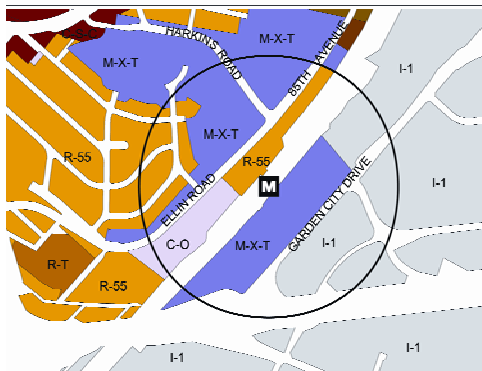 HARKINS ROAD
M-X-T
85TH AVENUE
M-X-T
I-1
M-X-T
R-55
R-55
I-1
M
ELLIN ROAD
GARDEN CITY DRIVE
C-O
M-X-T
I-1
R-T
R-55
I-1
I-1